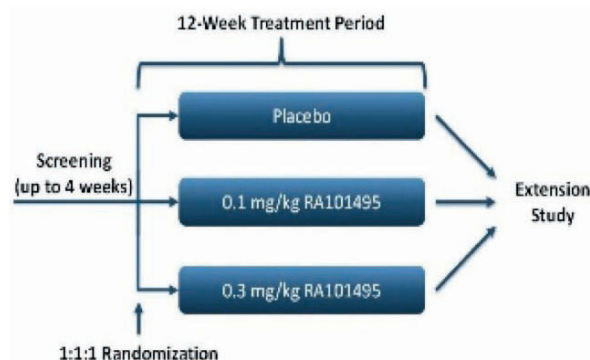 12-Week Treatment Period
Placebo
Screening
(up to 4 weeks)
0.1 mg/kg RA101495
Extension
Study
0.3 mg/kg RA101495
1:1:1 Randomization